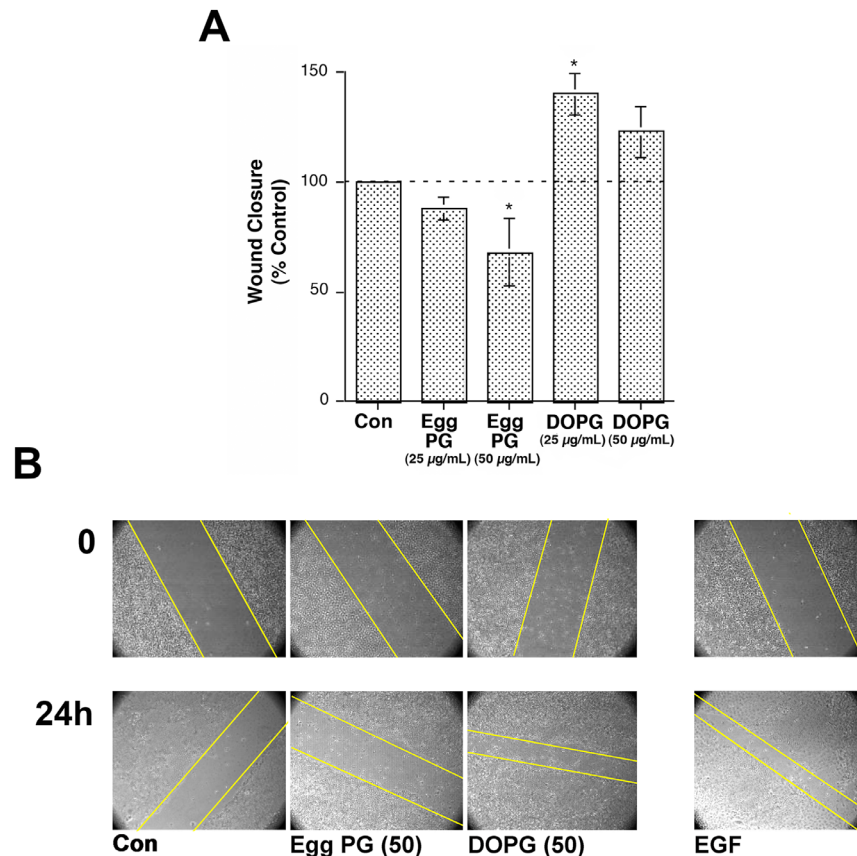 A
150
*
100
*
50
0
Wound Closure
(% Control)
Con
Egg
PG
(25 µg/mL)
Egg
PG
(50 µg/mL)
DOPG
(25 µg/mL)
DOPG
(50 µg/mL)
B
0
24h
Con
Egg PG (50)
DOPG (50)
EGF